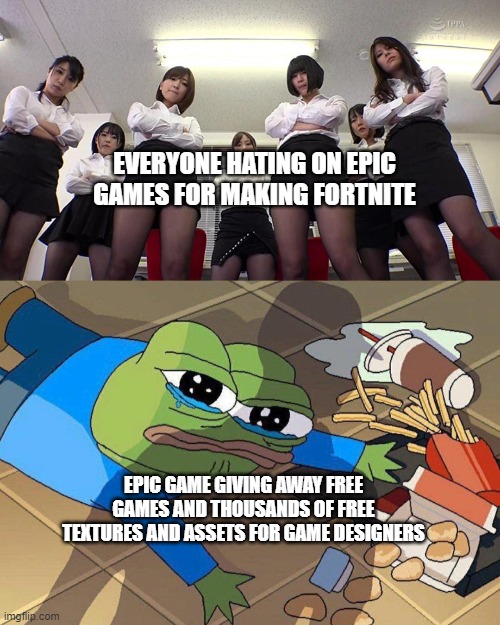 IPPA
EVERYONE HATING ON EPIC
GAMES FOR MAKING FORTNITE
EPIC GAME GIVING AWAY FREE
GAMES AND THOUSANDS OF FREE
TEXTURES AND ASSETS FOR GAME DESIGNERS
imgflip.com